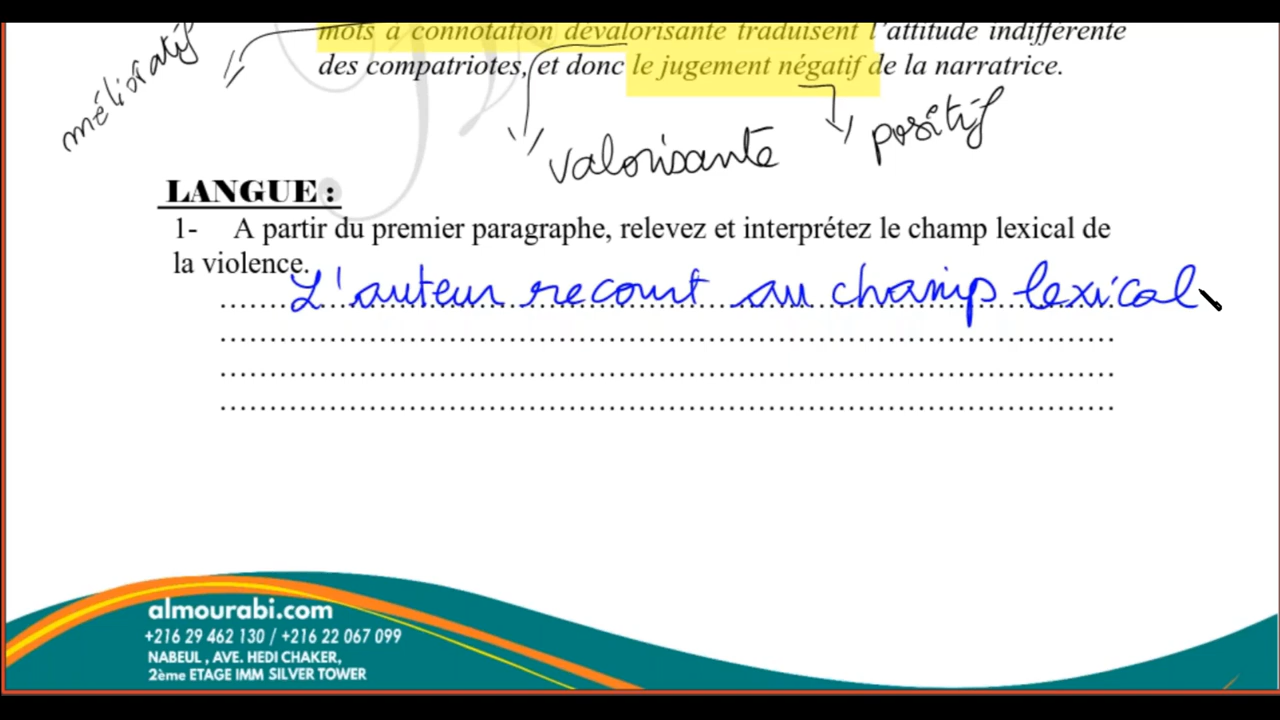 mots à connotation dévalorisante traduisent l'attitude indifférente
des compatriotes, et donc le jugement négatif de la narratrice.
mélioratif
valorisante
positif
LANGUE :
1- A partir du premier paragraphe, relevez et interprétez le champ lexical de
la violence.
L'auteur recourt au champ lexical
almourabi.com
+216 29 462 130 / +216 22 067 099
NABEUL , AVE. HEDI CHAKER,
2ème ETAGE IMM SILVER TOWER